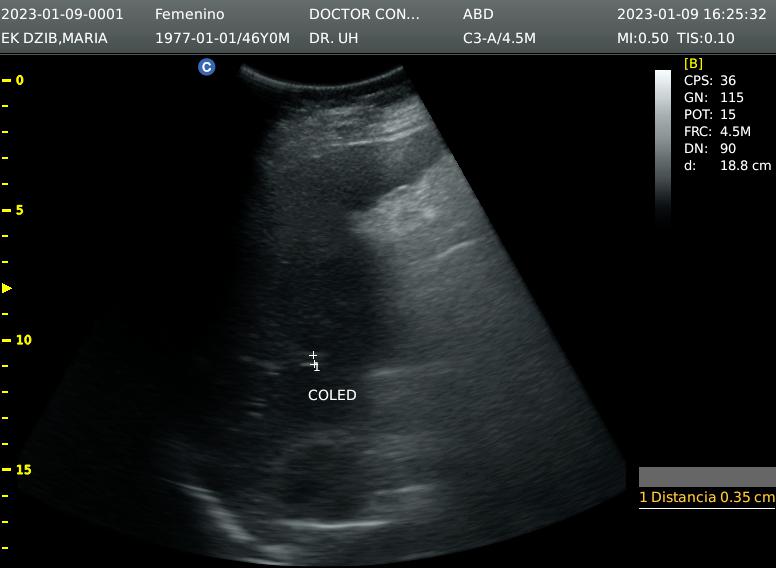 2023-01-09-0001 Femenino DOCTOR CON... ABD 2023-01-09 16:25:32
EK DZIB,MARIA 1977-01-01/46Y0M DR. UH C3-A/4.5M MI:0.50 TIS:0.10
C
[B]
CPS: 36
GN: 115
POT: 15
FRC: 4.5M
DN: 90
d: 18.8 cm
0
5
10
15
1
COLED
1 Distancia 0.35 cm